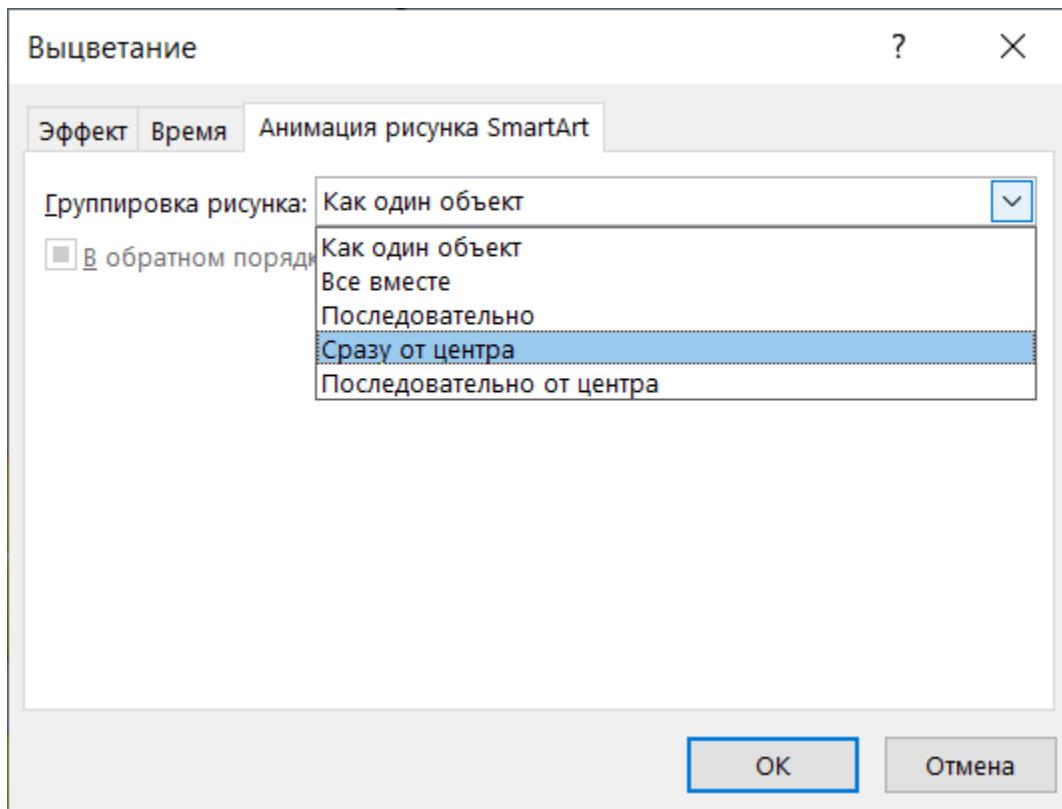 Выцветание
?
Эффект Время Анимация рисунка SmartArt
Группировка рисунка: Как один объект
В обратном
Как один объект
Все вместе
Последовательно
Сразу от центра
Последовательно от центра
ОК Отмена